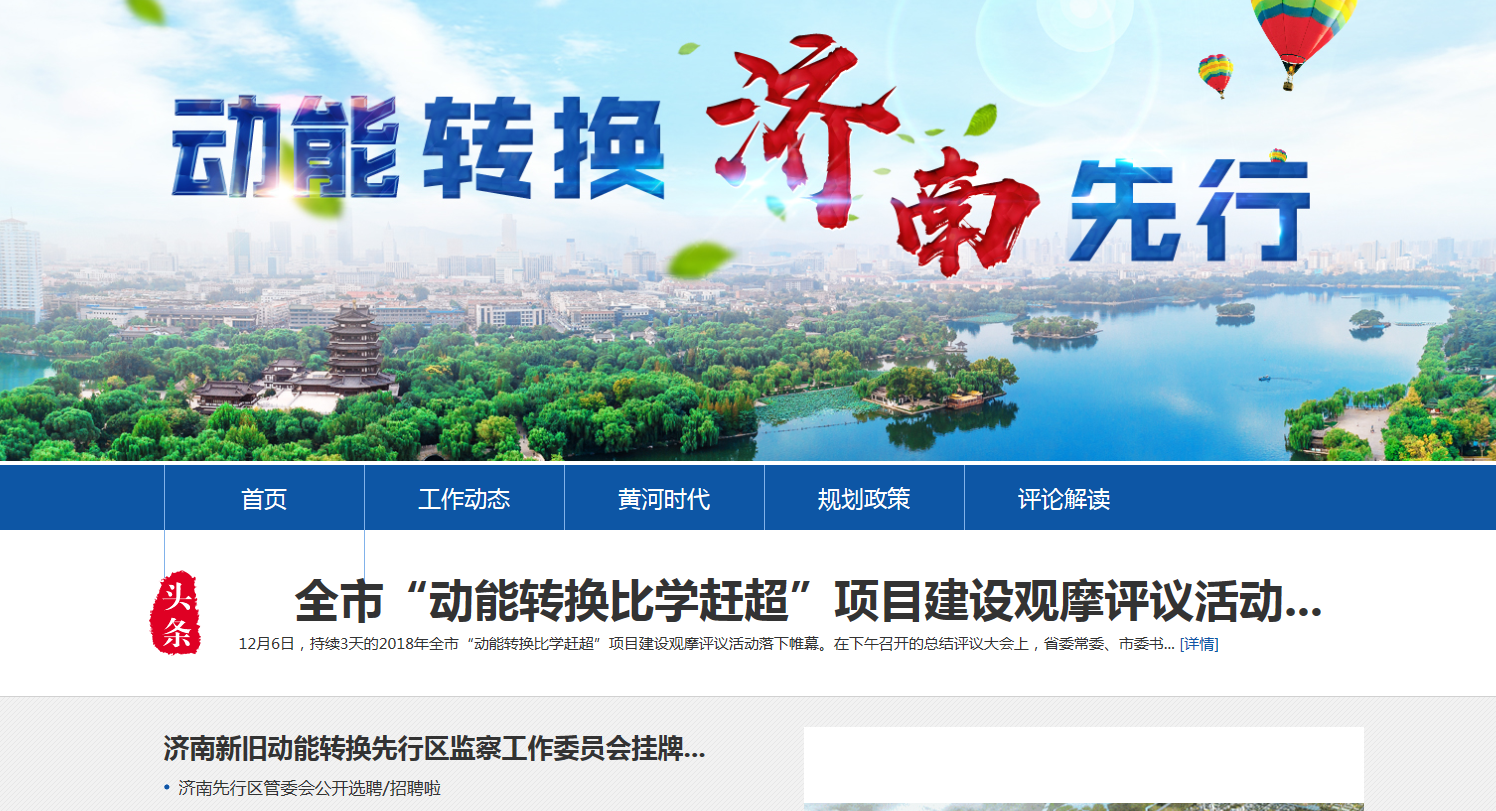 动能转换 济南 先行
首页 工作动态 黄河时代 规划政策 评论解读
头条
全市“动能转换比学赶超”项目建设观摩评议活动...
12月6日，持续3天的2018年全市“动能转换比学赶超”项目建设观摩评议活动落下帷幕。在下午召开的总结评议大会上，省委常委、市委书... [详情]
济南新旧动能转换先行区监察工作委员会挂牌...
• 济南先行区管委会公开选聘/招聘啦